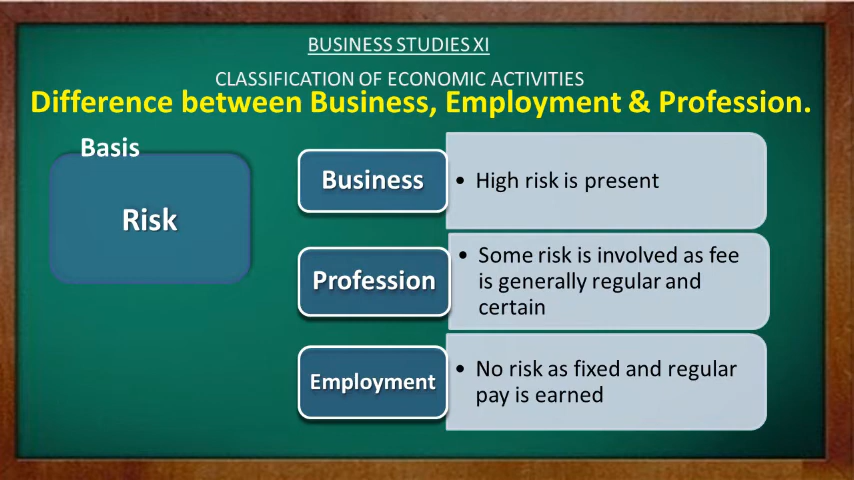 BUSINESS STUDIES XI
CLASSIFICATION OF ECONOMIC ACTIVITIES
Difference between Business, Employment & Profession.
Basis
Risk
Business
• High risk is present
Profession
• Some risk is involved as fee
is generally regular and
certain
Employment
• No risk as fixed and regular
pay is earned